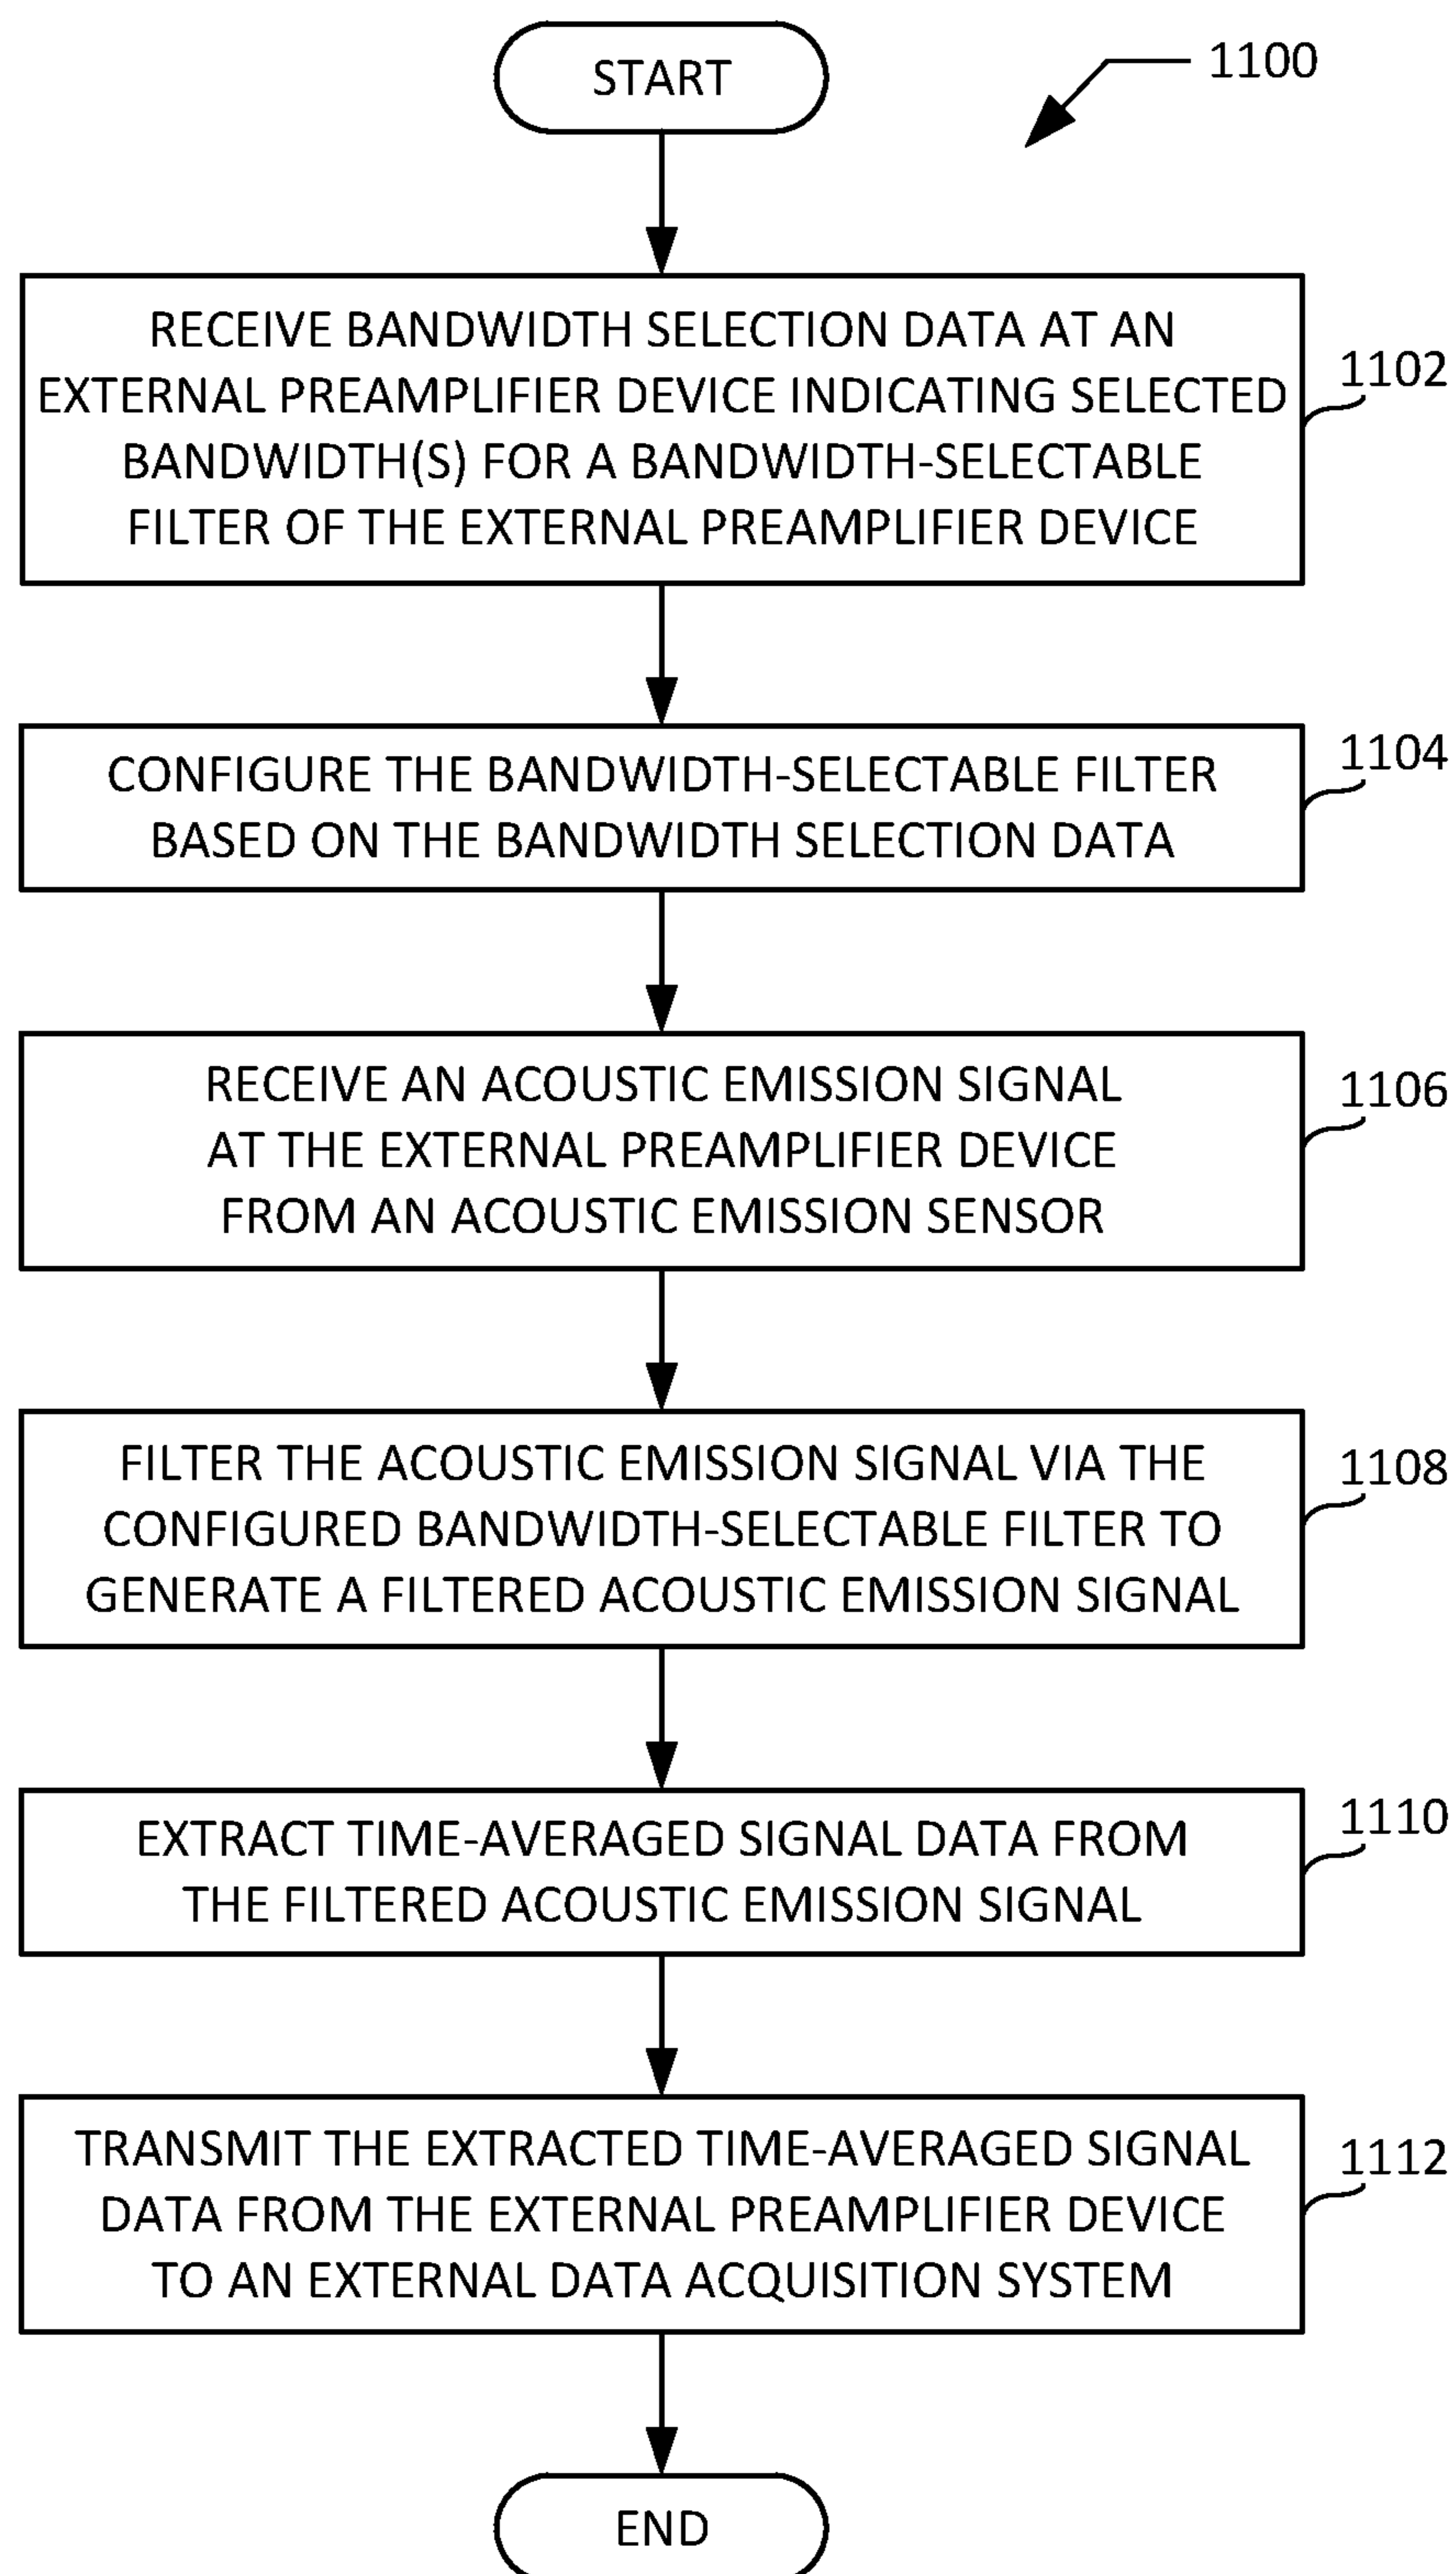 START
1100
RECEIVE BANDWIDTH SELECTION DATA AT AN
EXTERNAL PREAMPLIFIER DEVICE INDICATING SELECTED
BANDWIDTH(S) FOR A BANDWIDTH-SELECTABLE
FILTER OF THE EXTERNAL PREAMPLIFIER DEVICE
1102
CONFIGURE THE BANDWIDTH-SELECTABLE FILTER
BASED ON THE BANDWIDTH SELECTION DATA
1104
RECEIVE AN ACOUSTIC EMISSION SIGNAL
AT THE EXTERNAL PREAMPLIFIER DEVICE
FROM AN ACOUSTIC EMISSION SENSOR
1106
FILTER THE ACOUSTIC EMISSION SIGNAL VIA THE
CONFIGURED BANDWIDTH-SELECTABLE FILTER TO
GENERATE A FILTERED ACOUSTIC EMISSION SIGNAL
1108
EXTRACT TIME-AVERAGED SIGNAL DATA FROM
THE FILTERED ACOUSTIC EMISSION SIGNAL
1110
TRANSMIT THE EXTRACTED TIME-AVERAGED SIGNAL
DATA FROM THE EXTERNAL PREAMPLIFIER DEVICE
TO AN EXTERNAL DATA ACQUISITION SYSTEM
1112
END